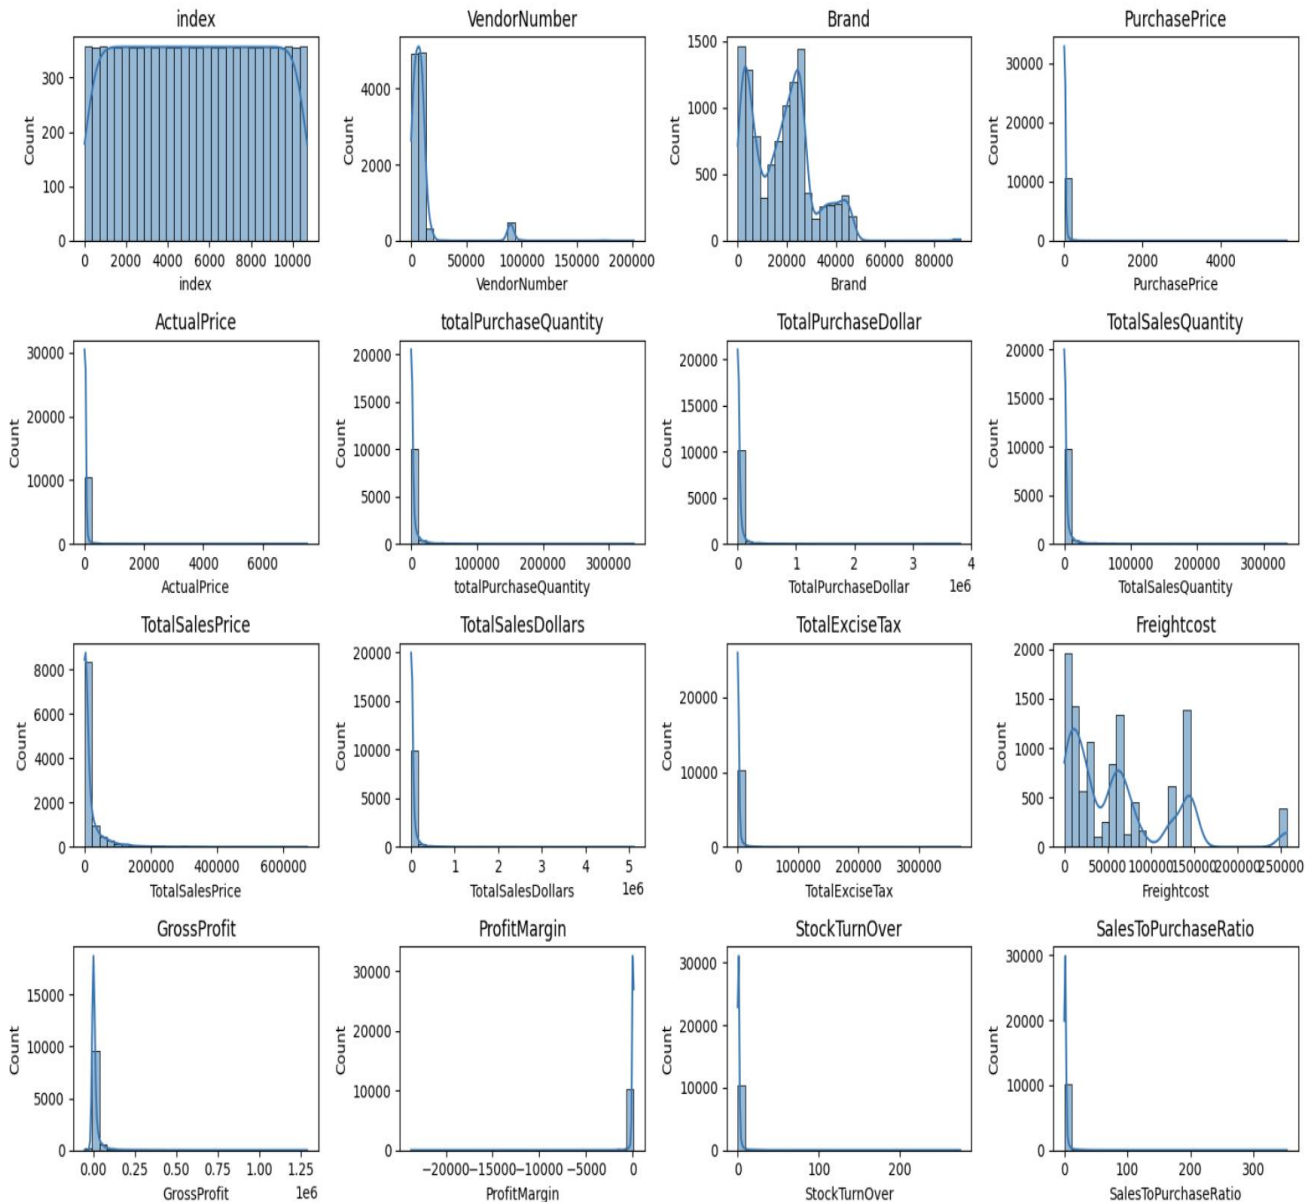 index VendorNumber Brand PurchasePrice
Count 300 200 100 0
0 2000 4000 6000 8000 10000
index
Count 4000 2000 0
0 50000 100000 150000 200000
VendorNumber
Count 1500 1000 500 0
0 20000 40000 60000 80000
Brand
Count 30000 20000 10000 0
0 2000 4000
PurchasePrice
ActualPrice totalPurchaseQuantity TotalPurchaseDollar TotalSalesQuantity
Count 30000 20000 10000 0
0 2000 4000 6000
ActualPrice
Count 20000 15000 10000 5000 0
0 100000 200000 300000
totalPurchaseQuantity
Count 20000 15000 10000 5000 0
0 1 2 3 4
TotalPurchaseDollar 1e6
Count 20000 15000 10000 5000 0
0 100000 200000 300000
TotalSalesQuantity
TotalSalesPrice TotalSalesDollars TotalExciseTax Freightcost
Count 8000 6000 4000 2000 0
0 200000 400000 600000
TotalSalesPrice
Count 20000 15000 10000 5000 0
0 1 2 3 4 5
TotalSalesDollars 1e6
Count 20000 10000 0
0 100000 200000 300000
TotalExciseTax
Count 2000 1500 1000 500 0
0 50000 100000 150000 200000 250000
Freightcost
GrossProfit ProfitMargin StockTurnOver SalesToPurchaseRatio
Count 15000 10000 5000 0
0.00 0.25 0.50 0.75 1.00 1.25
GrossProfit 1e6
Count 30000 20000 10000 0
−20000 −15000 −10000 −5000 0
ProfitMargin
Count 30000 20000 10000 0
0 100 200
StockTurnOver
Count 30000 20000 10000 0
0 100 200 300
SalesToPurchaseRatio